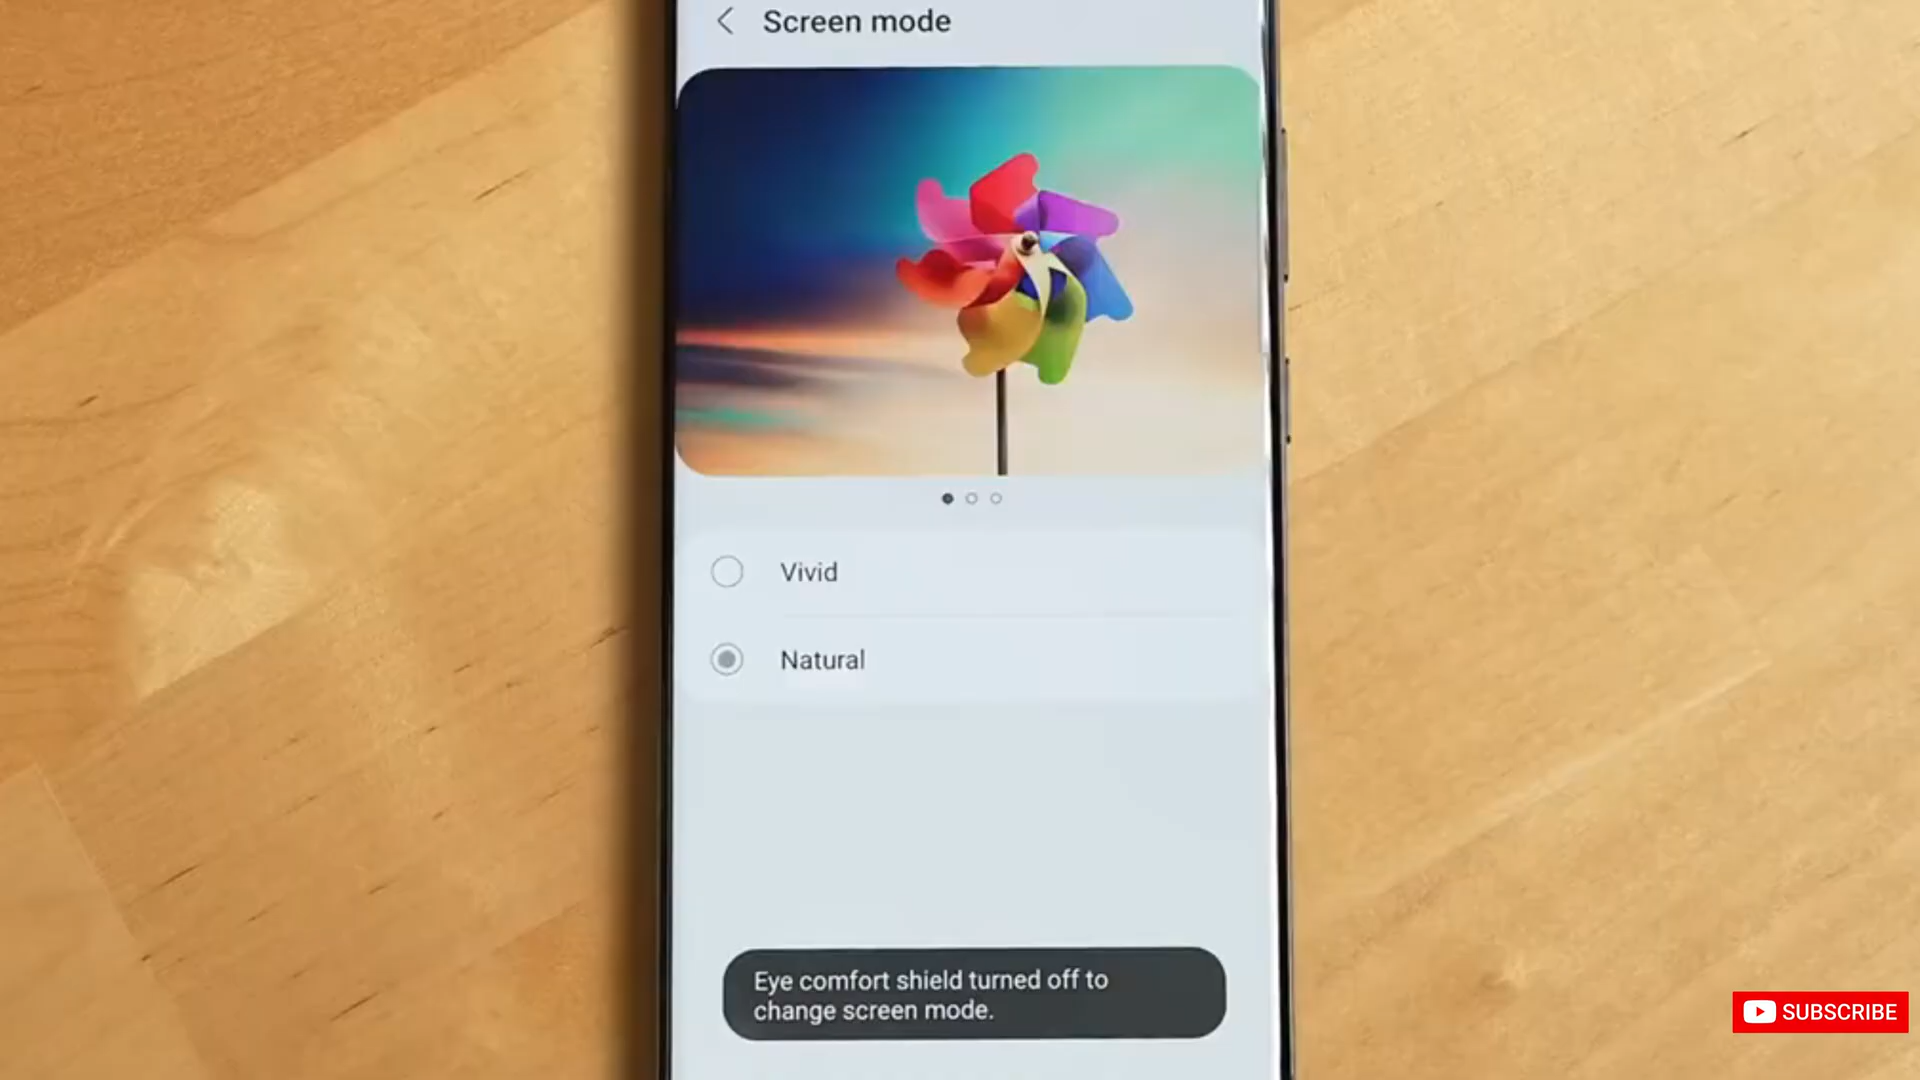 Screen mode
Vivid
Natural
Eye comfort shield turned off to
change screen mode.
SUBSCRIBE